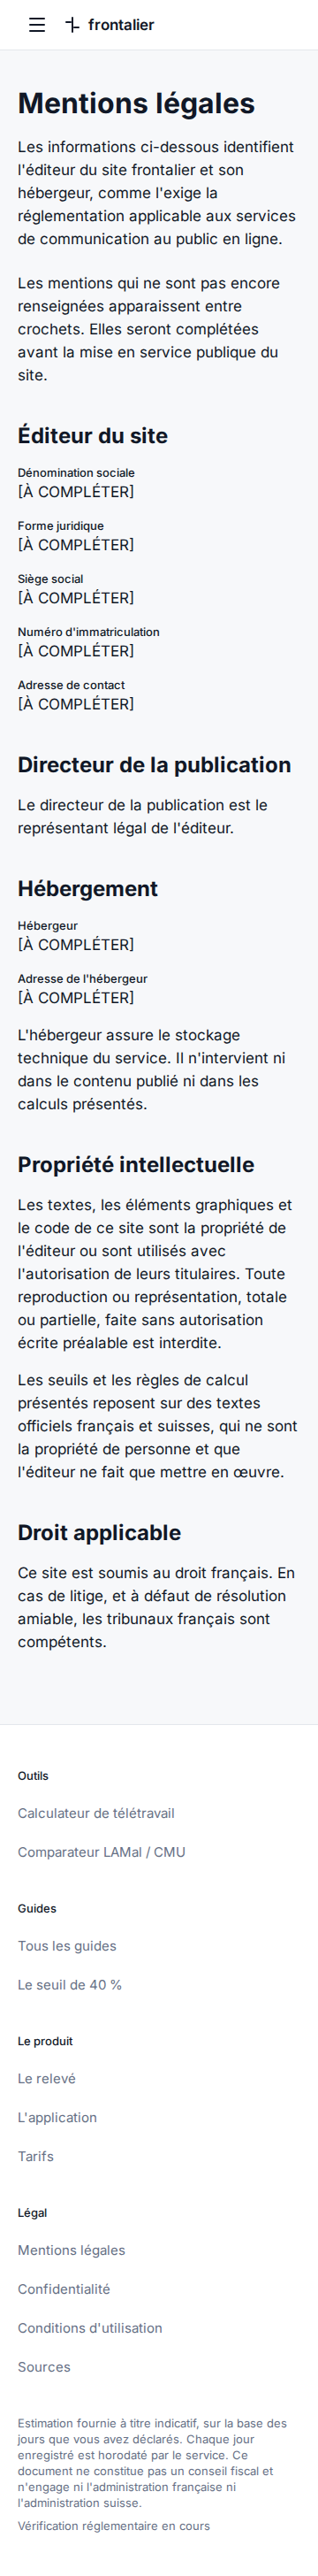 frontalier
Mentions légales
Les informations ci-dessous identifient
l'éditeur du site frontalier et son
hébergeur, comme l'exige la
réglementation applicable aux services
de communication au public en ligne.
Les mentions qui ne sont pas encore
renseignées apparaissent entre
crochets. Elles seront complétées
avant la mise en service publique du
site.
Éditeur du site
Dénomination sociale
[À COMPLÉTER]
Forme juridique
[À COMPLÉTER]
Siège social
[À COMPLÉTER]
Numéro d'immatriculation
[À COMPLÉTER]
Adresse de contact
[À COMPLÉTER]
Directeur de la publication
Le directeur de la publication est le
représentant légal de l'éditeur.
Hébergement
Hébergeur
[À COMPLÉTER]
Adresse de l'hébergeur
[À COMPLÉTER]
L'hébergeur assure le stockage
technique du service. Il n'intervient ni
dans le contenu publié ni dans les
calculs présentés.
Propriété intellectuelle
Les textes, les éléments graphiques et
le code de ce site sont la propriété de
l'éditeur ou sont utilisés avec
l'autorisation de leurs titulaires. Toute
reproduction ou représentation, totale
ou partielle, faite sans autorisation
écrite préalable est interdite.
Les seuils et les règles de calcul
présentés reposent sur des textes
officiels français et suisses, qui ne sont
la propriété de personne et que
l'éditeur ne fait que mettre en œuvre.
Droit applicable
Ce site est soumis au droit français. En
cas de litige, et à défaut de résolution
amiable, les tribunaux français sont
compétents.
Outils
Calculateur de télétravail
Comparateur LAMal / CMU
Guides
Tous les guides
Le seuil de 40 %
Le produit
Le relevé
L'application
Tarifs
Légal
Mentions légales
Confidentialité
Conditions d'utilisation
Sources
Estimation fournie à titre indicatif, sur la base des
jours que vous avez déclarés. Chaque jour
enregistré est horodaté par le service. Ce
document ne constitue pas un conseil fiscal et
n'engage ni l'administration française ni
l'administration suisse.
Vérification réglementaire en cours